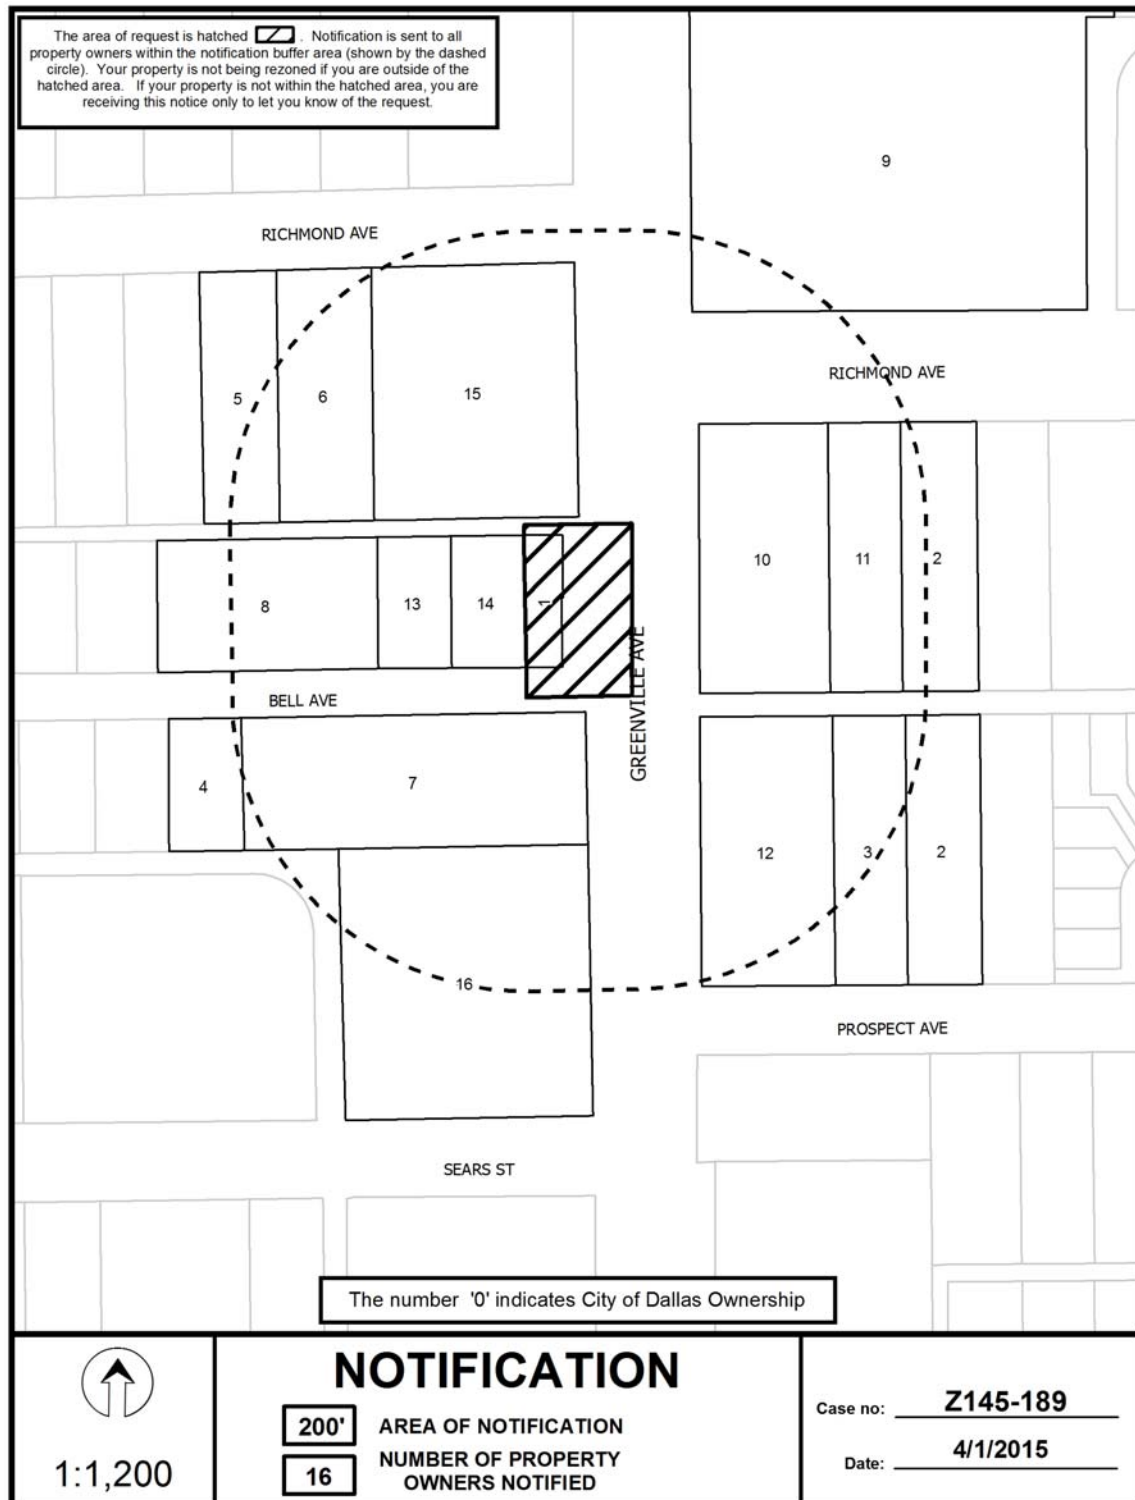 The area of request is hatched . Notification is sent to all
property owners within the notification buffer area (shown by the dashed
circle). Your property is not being rezoned if you are outside of the
hatched area. If your property is not within the hatched area, you are
receiving this notice only to let you know of the request.
9
RICHMOND AVE
RICHMOND AVE
5
6
15
10
11
2
8
13
14
1
GREENVILLE AVE
BELL AVE
4
7
12
3
2
16
PROSPECT AVE
SEARS ST
The number '0' indicates City of Dallas Ownership
1:1,200
NOTIFICATION
200' AREA OF NOTIFICATION
16 NUMBER OF PROPERTY
OWNERS NOTIFIED
Case no: Z145-189
Date: 4/1/2015